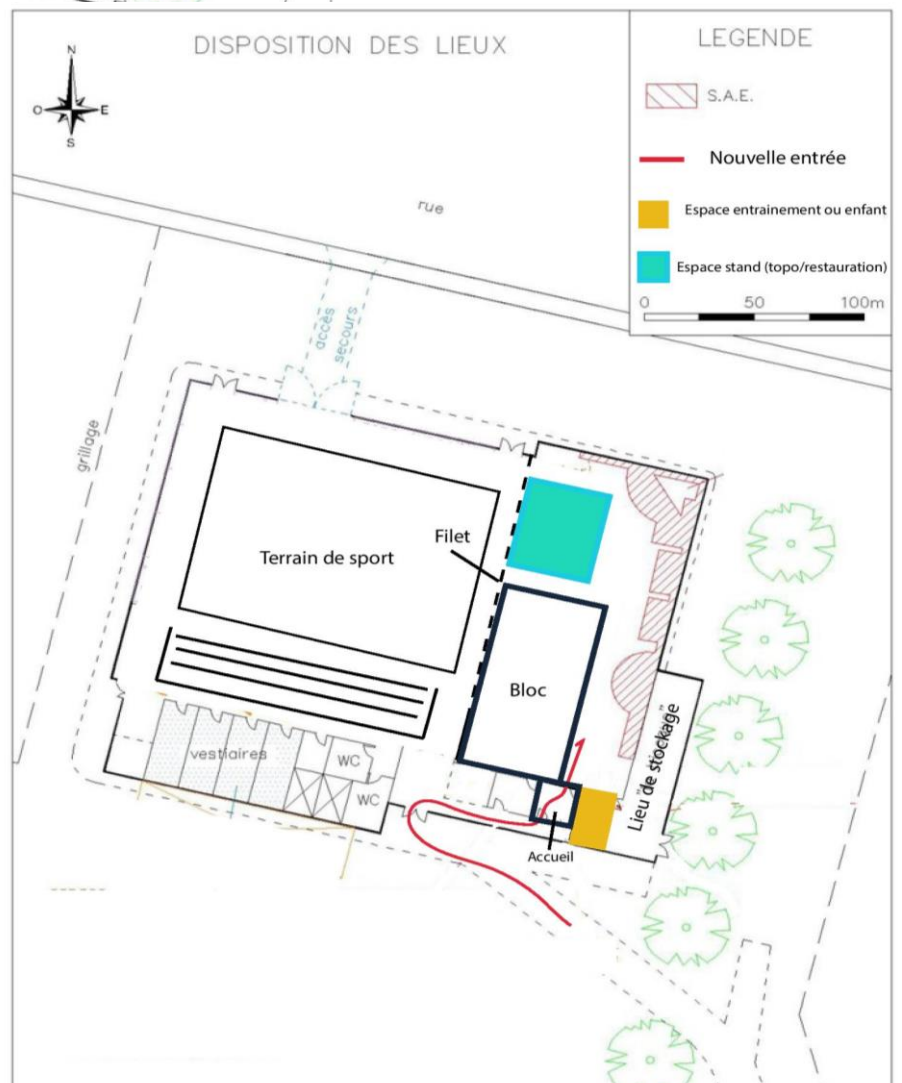 DISPOSITION DES LIEUX
N
O
E
S
LEGENDE
S.A.E.
Nouvelle entrée
Espace entrainement ou enfant
Espace stand (topo/restauration)
0 50 100m
rue
accès
secours
grillage
Terrain de sport
Filet
Bloc
vestiaires
WC
WC
Lieu de stockage
Accueil